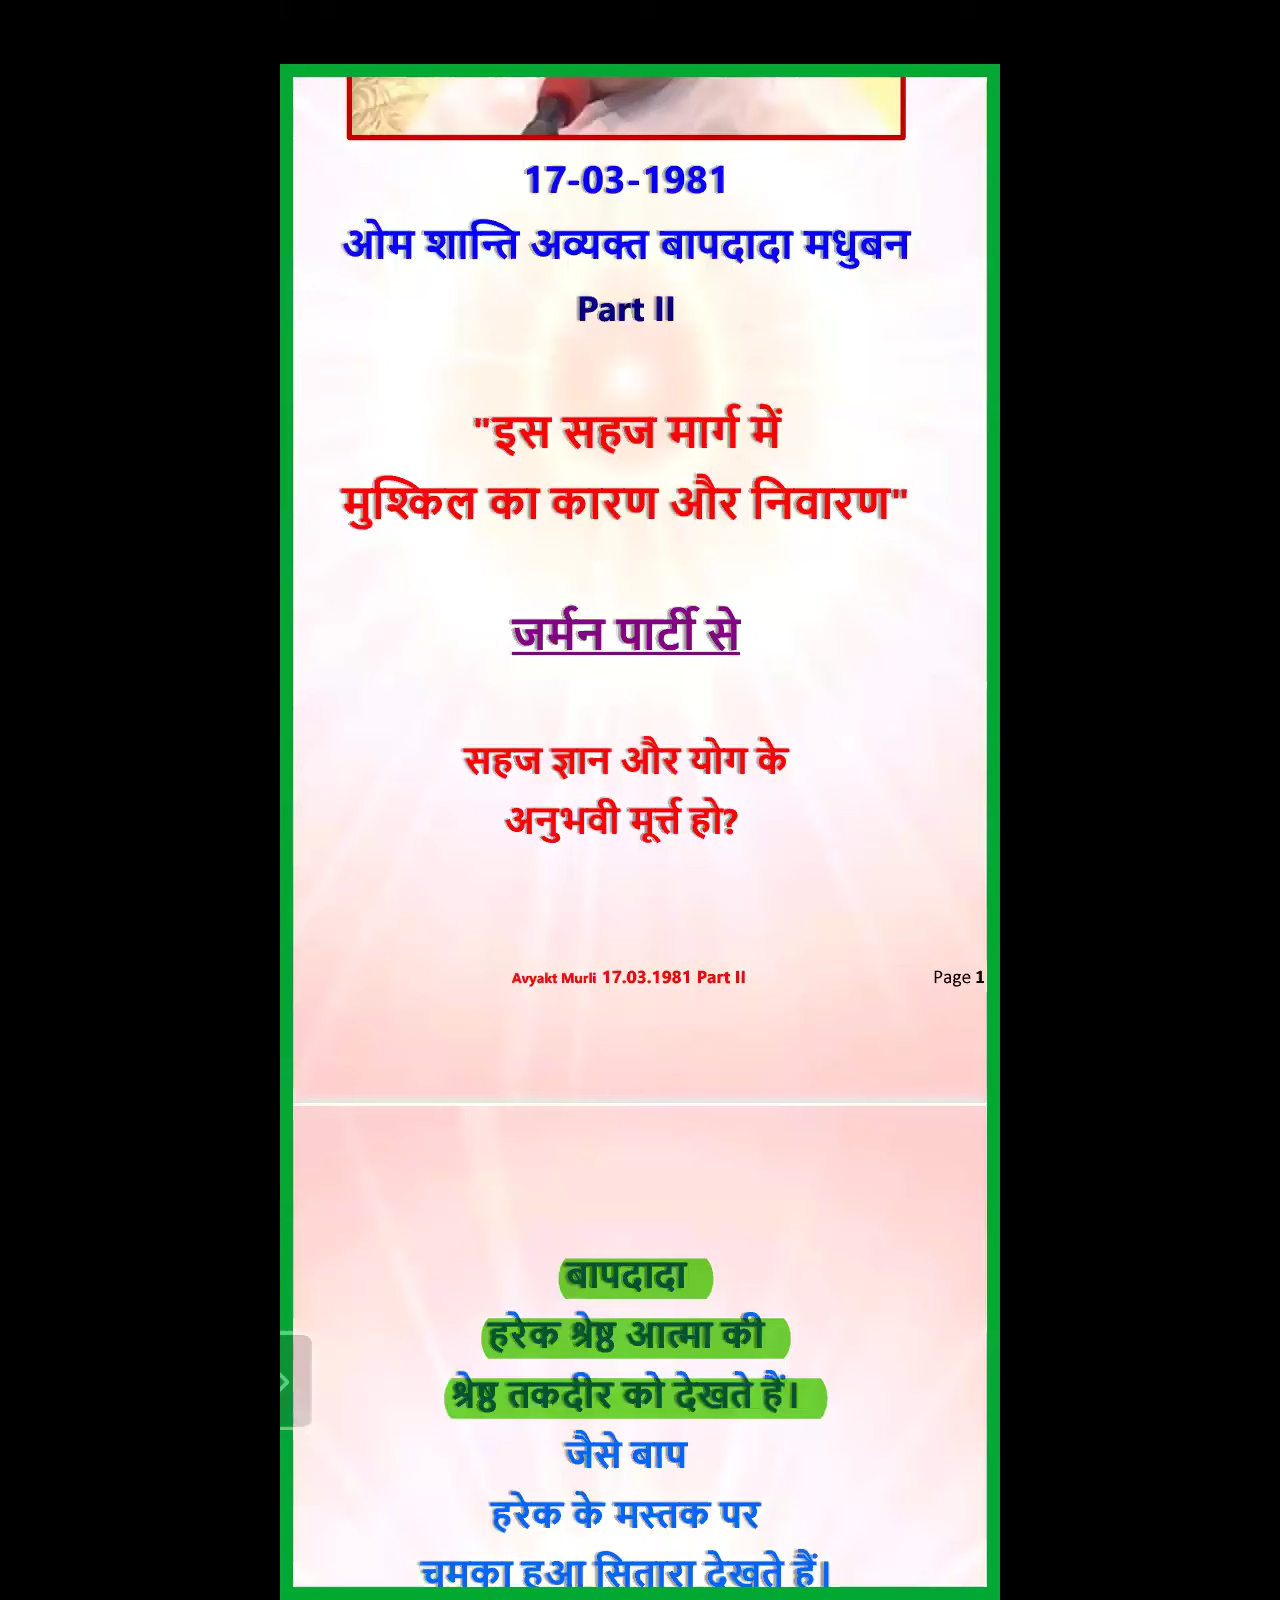 17-03-1981
ओम शान्ति अव्यक्त बापदादा मधुबन
Part II
"इस सहज मार्ग में
मुश्किल का कारण और निवारण"
जर्मन पार्टी से
सहज ज्ञान और योग के
अनुभवी मूर्त्त हो?
Avyakt Murli 17.03.1981 Part II Page 1
बापदादा
हरेक श्रेष्ठ आत्मा की
श्रेष्ठ तकदीर को देखते हैं।
जैसे बाप
हरेक के मस्तक पर
चमका हुआ सितारा देखते हैं।